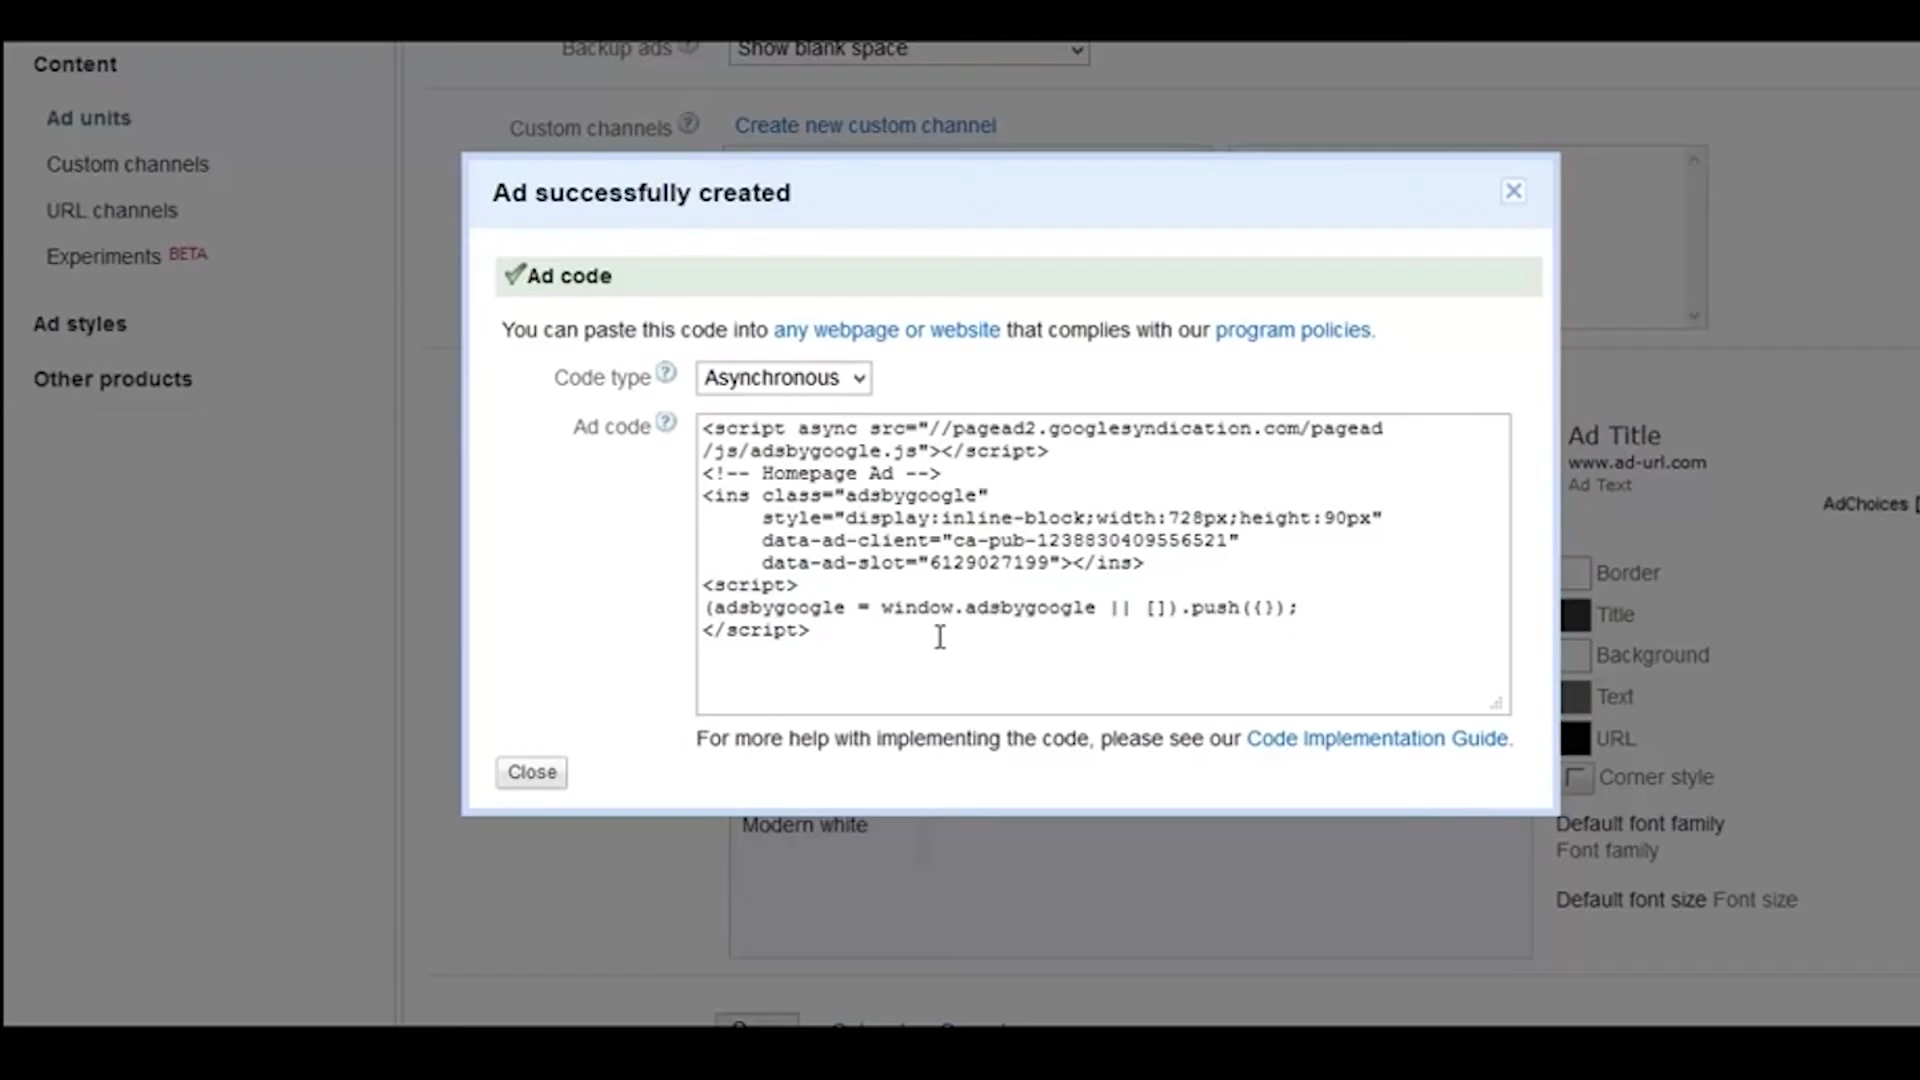 Content
Ad units
Custom channels
URL channels
Experiments BETA
Ad styles
Other products
Backup ads ? Show blank space
Custom channels ? Create new custom channel
Ad successfully created
Ad code
You can paste this code into any webpage or website that complies with our program policies.
Code type ? Asynchronous
Ad code ?
<script async src="//pagead2.googlesyndication.com/pagead
/js/adsbygoogle.js"></script>
<!-- Homepage Ad -->
<ins class="adsbygoogle"
style="display:inline-block;width:728px;height:90px"
data-ad-client="ca-pub-1238830409556521"
data-ad-slot="6129027199"></ins>
<script>
(adsbygoogle = window.adsbygoogle || []).push({});
</script>
For more help with implementing the code, please see our Code Implementation Guide.
Close
Modern white
Ad Title
www.ad-url.com
Ad Text
AdChoices
Border
Title
Background
Text
URL
Corner style
Default font family
Font family
Default font size Font size